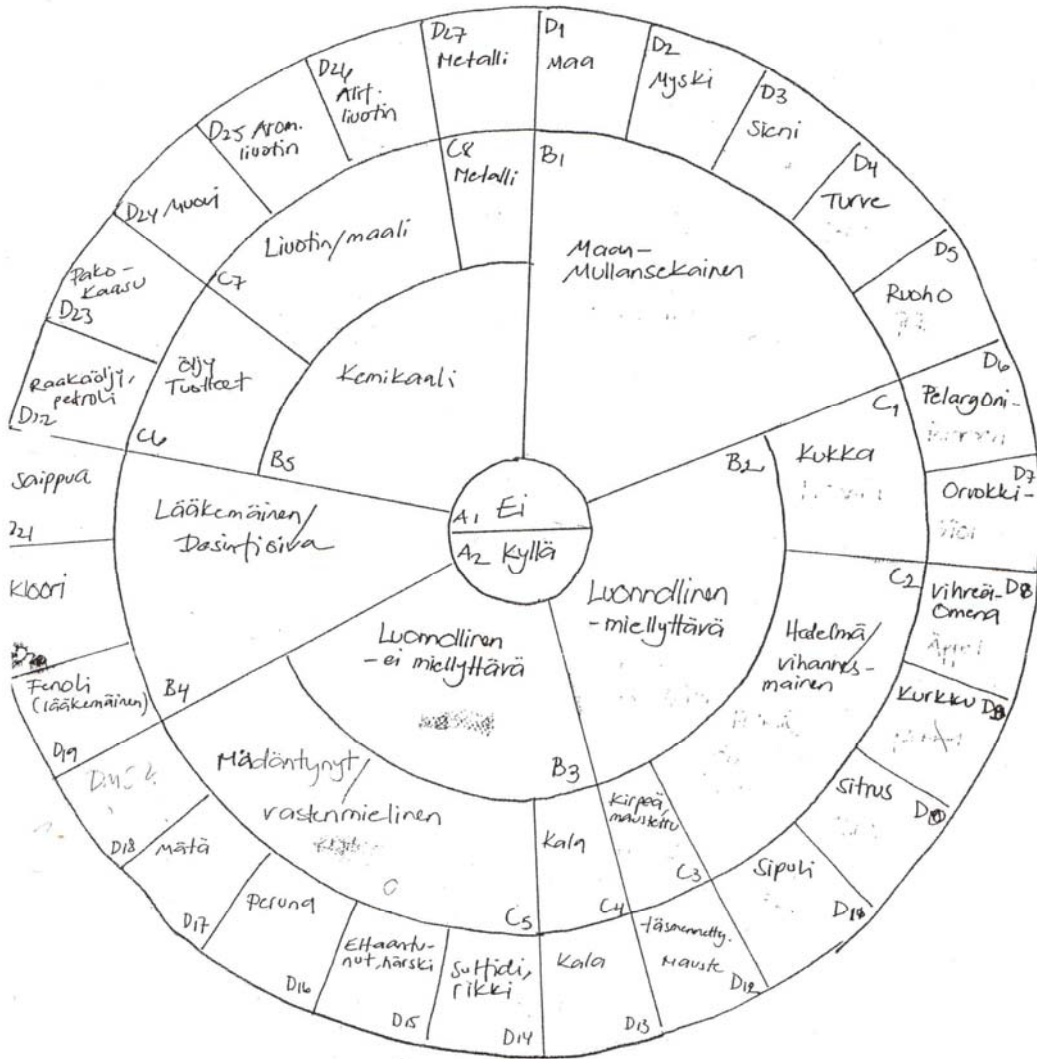 D27
Metalli
D1
Maa
D2
Myski
D3
Sieni
D4
Turve
D5
Ruoho
D6
Pelargoni-
D7
Orvokki-
D8
Vihreä-
omena
Äppel
Kurkku
Sitrus
Sipuli
D12
Täsmennetty.
Mauste
D13
Kala
D14
Sulfidi,
rikki
D15
Eltaantu-
nut, härski
D16
Peruna
D17
Mätä
D18
D19
Fenoli
(lääkemäinen)
Kloori
D21
Saippua
D22
Raakaöljy,
petroli
D23
Pako-
kaasu
D24 Muovi
D25 Arom.
liuotin
D26
Alif.
liuotin
C8
Metalli
B1
Maan-
Mullansekainen
C1
Kukka
C2
Hedelmä/
vihannes-
mainen
C3
Kirpeä,
maustettu
C4
Kala
C5
Mädäntynyt/
vastenmielinen
B4
Lääkemäinen/
Desinfioiva
C6
Öljy
Tuotteet
C7
Liuotin/maali
B5
Kemikaali
B2
Luonnollinen
-miellyttävä
B3
Luonnollinen
- ei miellyttävä
A1 Ei
A2 Kyllä